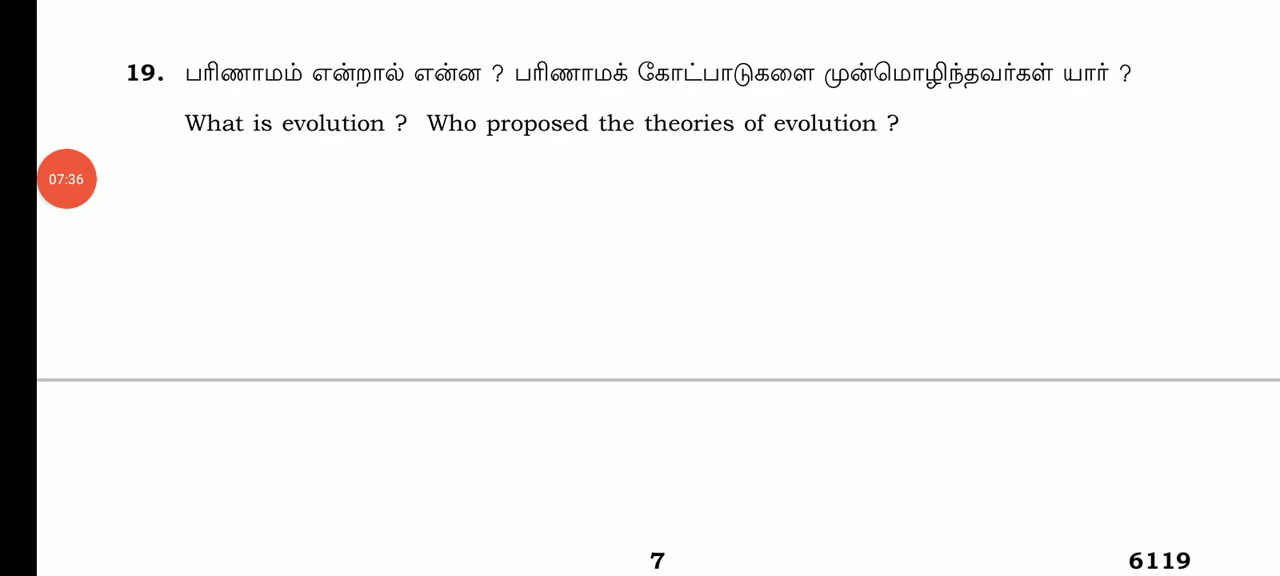 19. பரிணாமம் என்றால் என்ன ? பரிணாமக் கோட்பாடுகளை முன்மொழிந்தவர்கள் யார் ?
What is evolution ? Who proposed the theories of evolution ?
07:36
7 6119